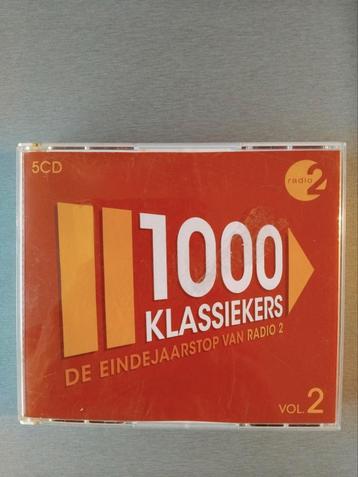 5CD
radio 2
1000
KLASSIEKERS
DE EINDEJAARSTOP VAN RADIO 2
VOL. 2